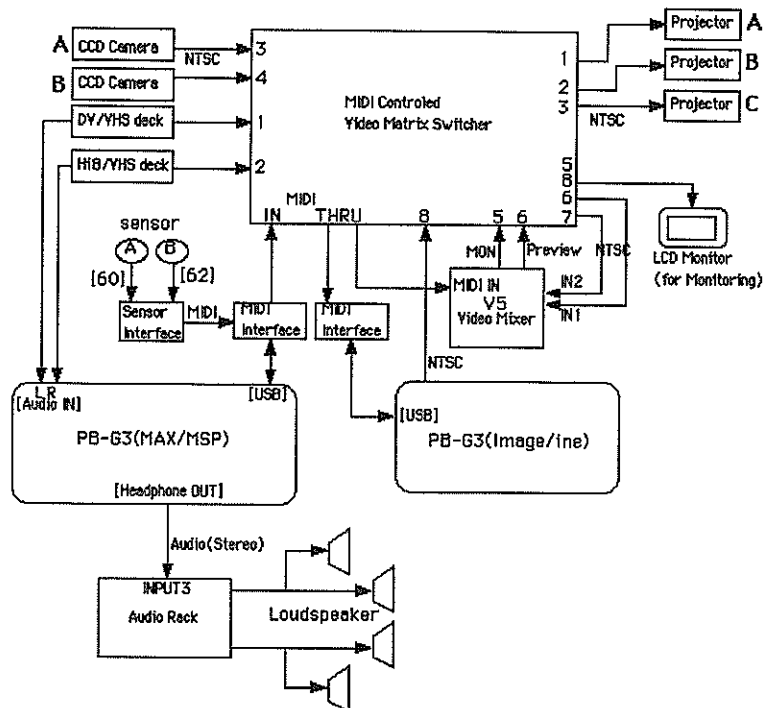 A
CCD Camera
NTSC
3
B
CCD Camera
4
DV/VHS deck
1
Hi8/VHS deck
2
MIDI Controled
Video Matrix Switcher
1
Projector
A
2
Projector
B
3
Projector
C
NTSC
5
8
6
7
MIDI
IN
THRU
8
5
6
MON
Preview
NTSC
LCD Monitor
(for Monitoring)
sensor
A
B
[60]
[62]
Sensor
Interface
MIDI
MIDI
Interface
MIDI
Interface
MIDI IN
V5
Video Mixer
IN2
IN1
NTSC
L R
[Audio IN]
[USB]
PB-G3(MAX/MSP)
[Headphone OUT]
[USB]
PB-G3(Image/ine)
Audio(Stereo)
INPUT3
Audio Rack
Loudspeaker